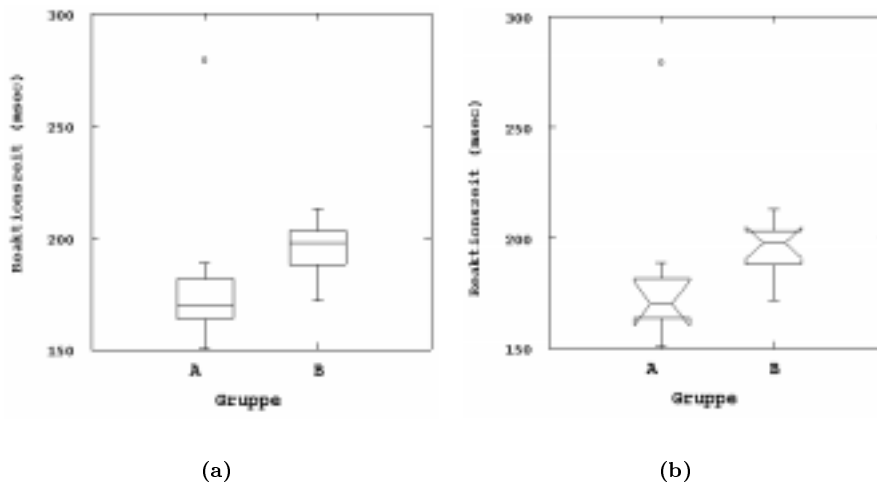 300
250
200
150
Reaktionszeit (msec)
A B
Gruppe
(a)
300
250
200
150
Reaktionszeit (msec)
A B
Gruppe
(b)